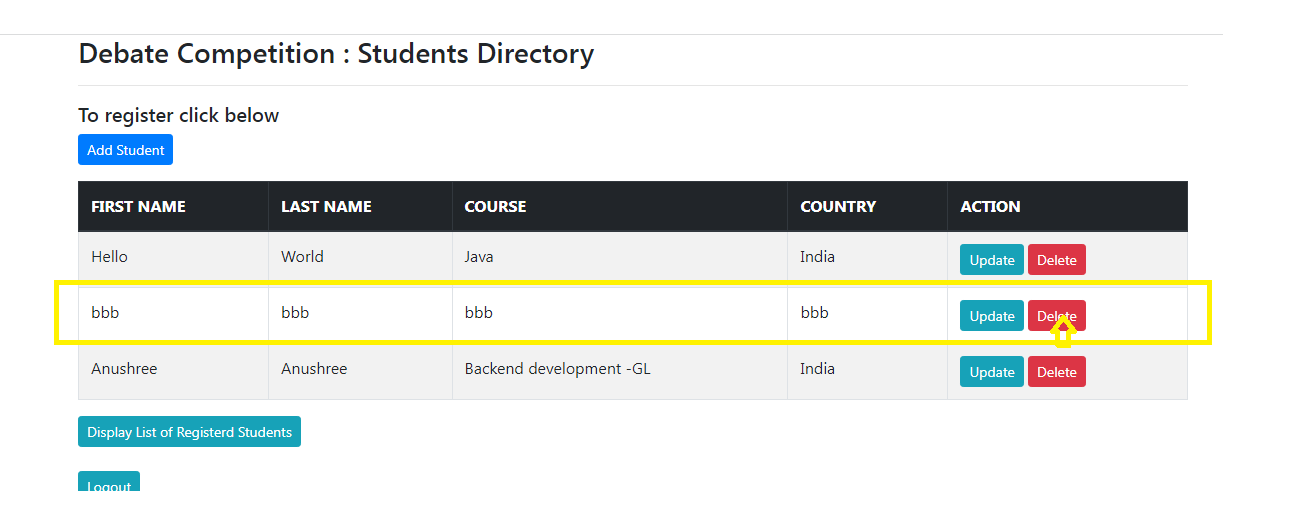 Debate Competition : Students Directory
To register click below
Add Student
FIRST NAME LAST NAME COURSE COUNTRY ACTION
Hello World Java India Update Delete
bbb bbb bbb bbb Update Delete
Anushree Anushree Backend development -GL India Update Delete
Display List of Registerd Students
Logout